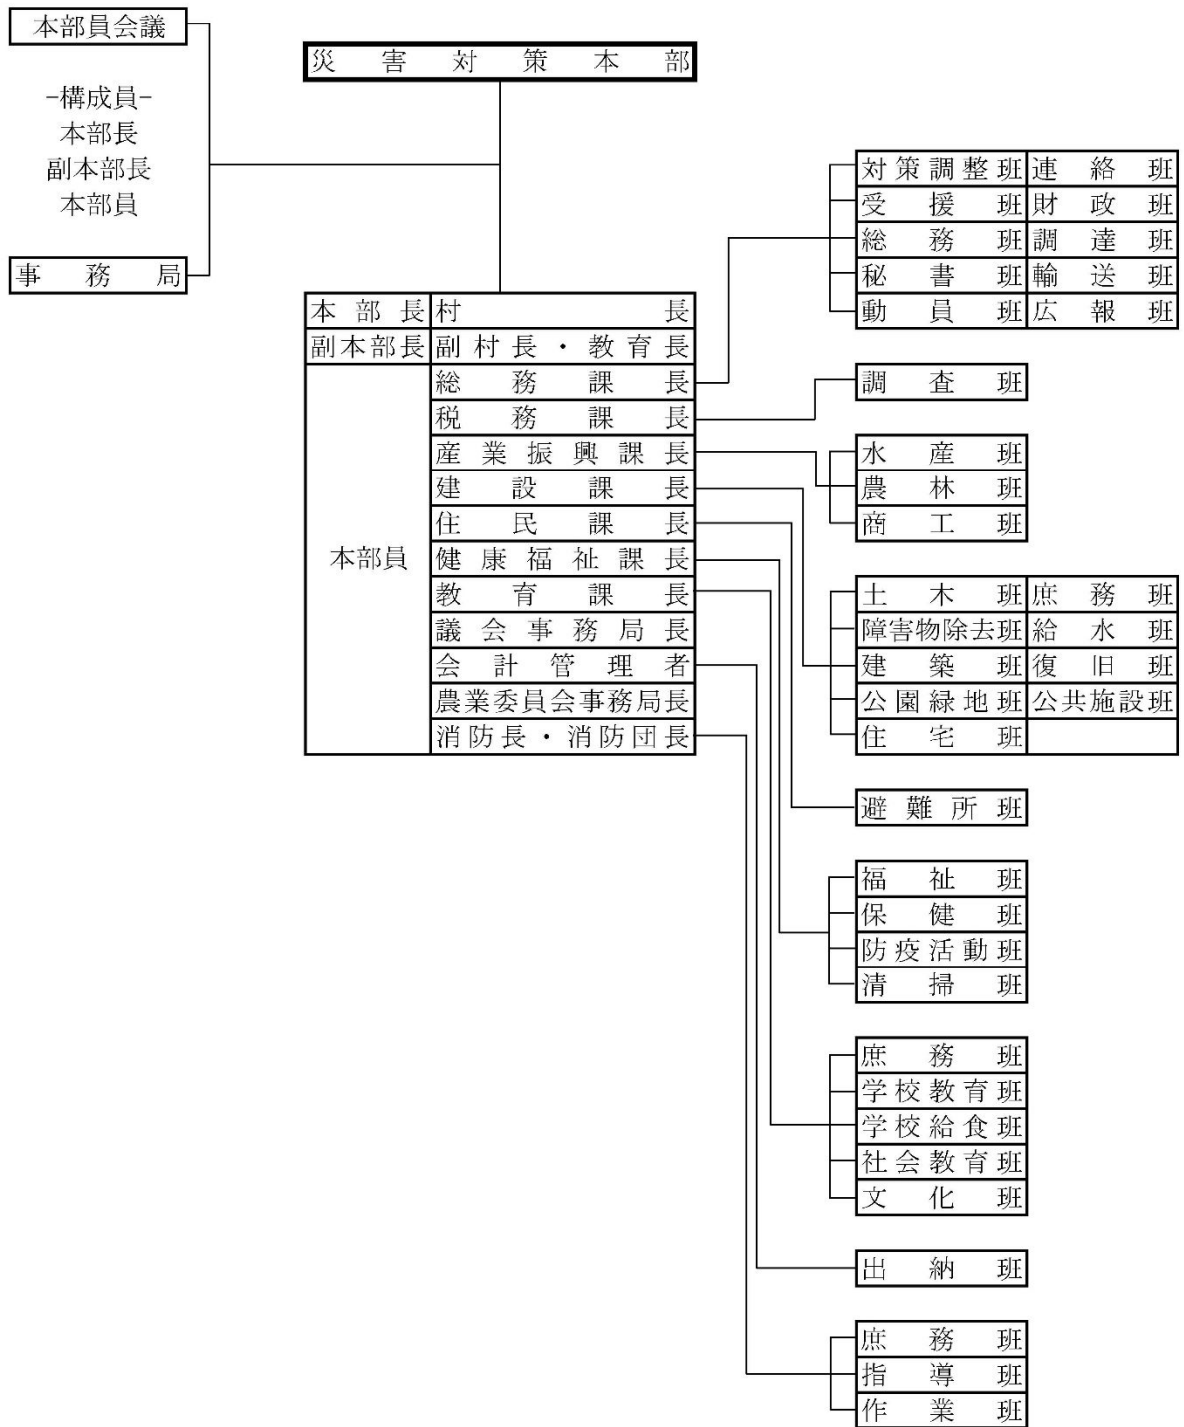 本部員会議
災害対策本部
-構成員-
本部長
副本部長
本部員
事務局
本部長 村長
副本部長 副村長・教育長
本部員
総務課長
税務課長
産業振興課長
建設課長
住民課長
健康福祉課長
教育課長
議会事務局長
会計管理者
農業委員会事務局長
消防長・消防団長
対策調整班 連絡班
受援班 財政班
総務班 調達班
秘書班 輸送班
動員班 広報班
調査班
水産班
農林班
商工班
土木班 庶務班
障害物除去班 給水班
建築班 復旧班
公園緑地班 公共施設班
住宅班
避難所班
福祉班
保健班
防疫活動班
清掃班
庶務班
学校教育班
学校給食班
社会教育班
文化班
出納班
庶務班
指導班
作業班